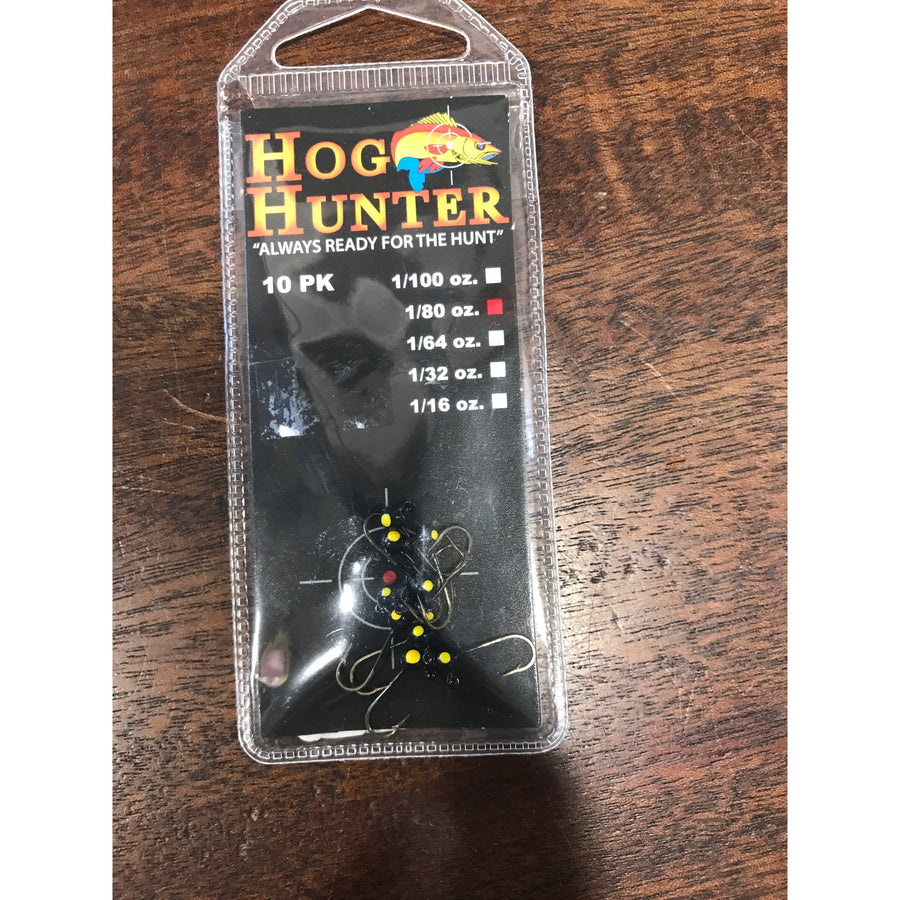 HOG
HUNTER
"ALWAYS READY FOR THE HUNT"
10 PK
1/100 oz.
1/80 oz.
1/64 oz.
1/32 oz.
1/16 oz.